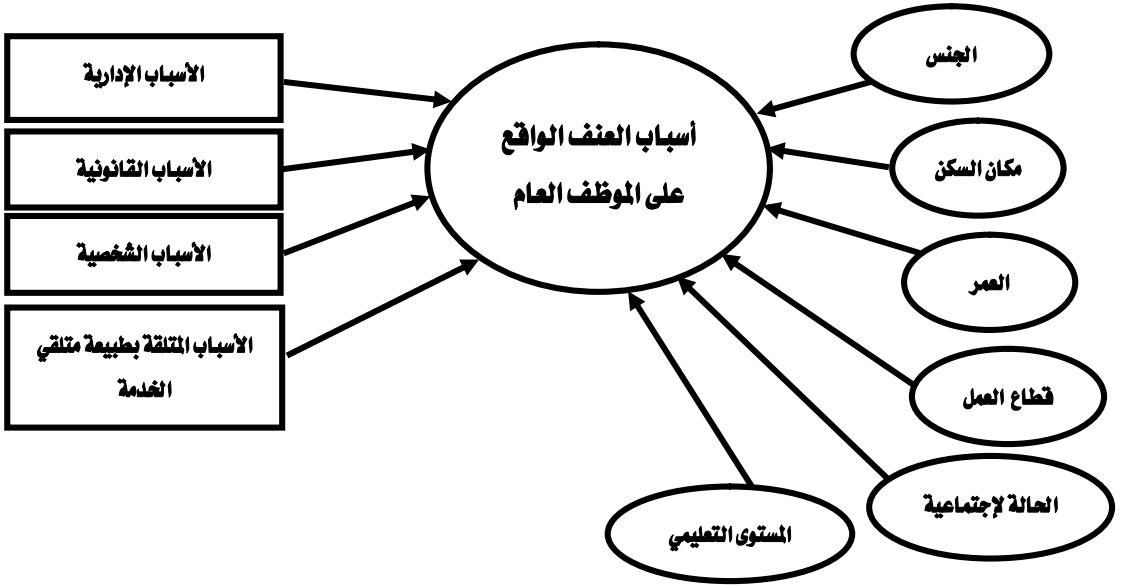 أسباب العنف الواقع
على الموظف العام
الجنس
مكان السكن
العمر
قطاع العمل
الحالة لإجتماعية
المستوى التعليمي
الأسباب الإدارية
الأسباب القانونية
الأسباب الشخصية
الأسباب المتلقة بطبيعة متلقي
الخدمة